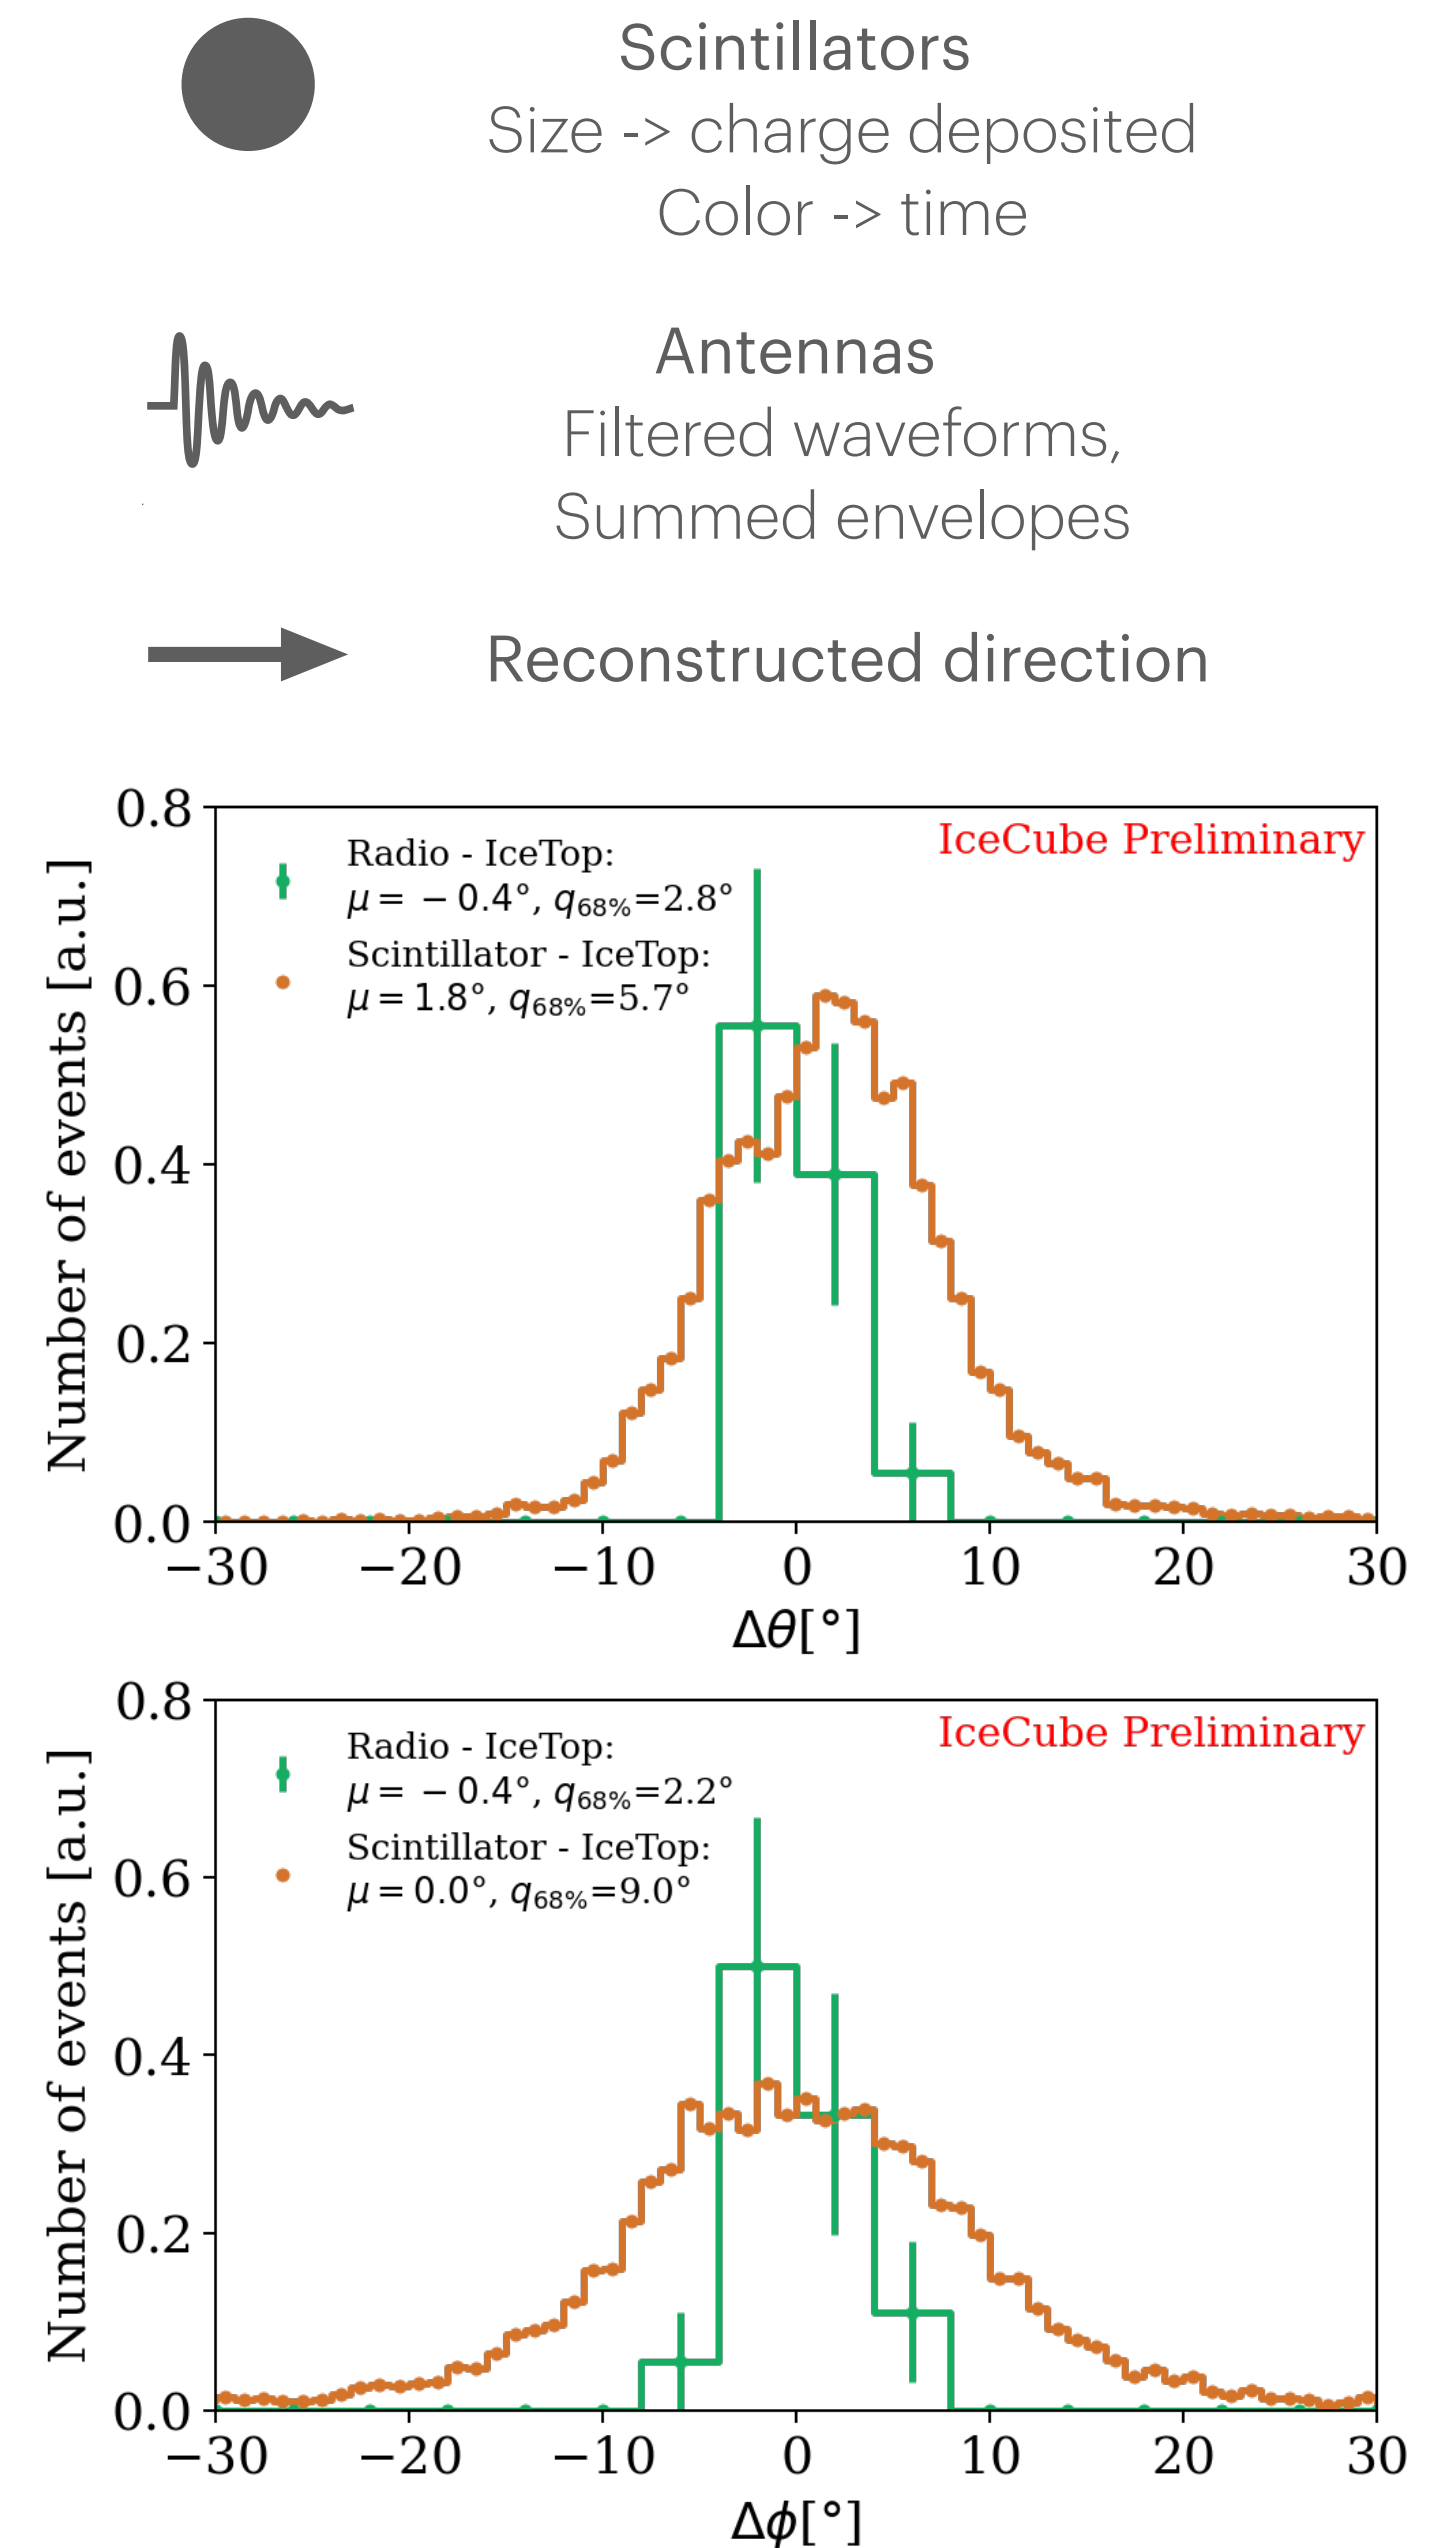 Scintillators
Size -> charge deposited
Color -> time
Antennas
Filtered waveforms,
Summed envelopes
Reconstructed direction
Number of events [a.u.]
0.8
0.6
0.4
0.2
0.0
Radio - IceTop:
μ = −0.4°, q68%=2.8°
Scintillator - IceTop:
μ = 1.8°, q68%=5.7°
IceCube Preliminary
−30 −20 −10 0 10 20 30
Δθ[°]
Number of events [a.u.]
0.8
0.6
0.4
0.2
0.0
Radio - IceTop:
μ = −0.4°, q68%=2.2°
Scintillator - IceTop:
μ = 0.0°, q68%=9.0°
IceCube Preliminary
−30 −20 −10 0 10 20 30
Δϕ[°]